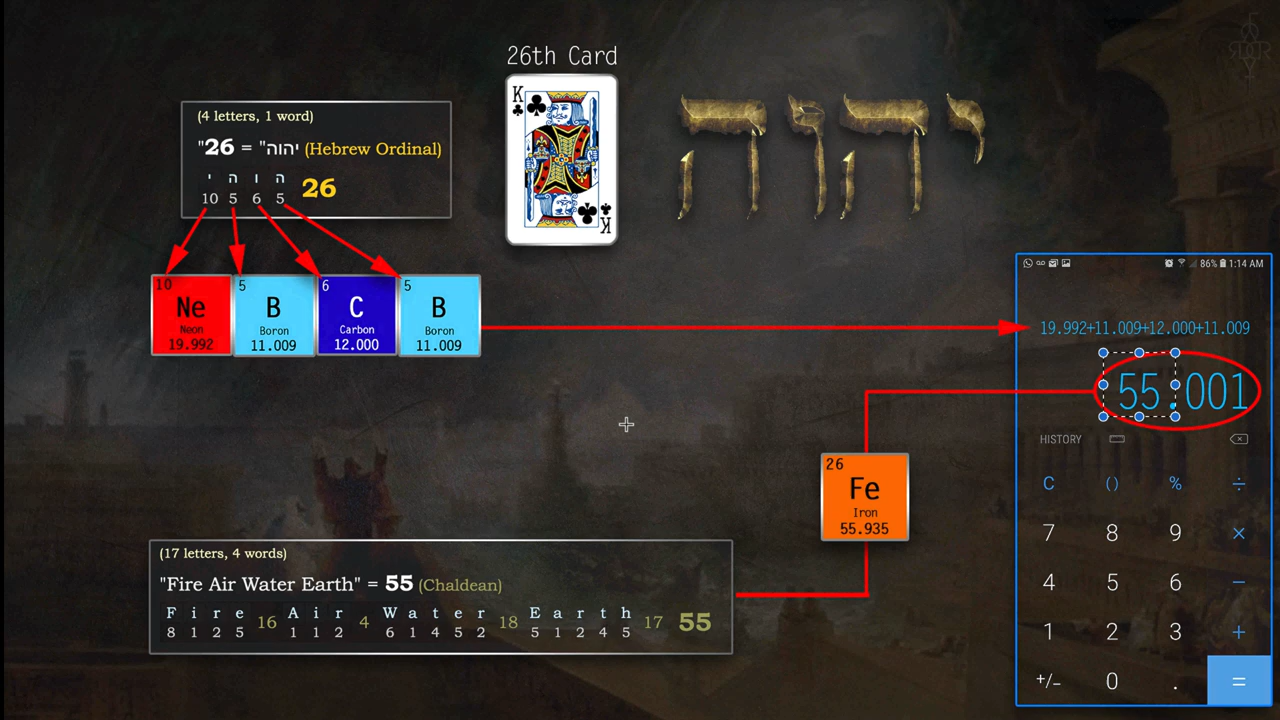 26th Card
K
K
יהוה
(4 letters, 1 word)
"26 = "יהוה (Hebrew Ordinal)
י ה ו ה
10 5 6 5 26
10
Ne
Neon
19.992
5
B
Boron
11.009
6
C
Carbon
12.000
5
B
Boron
11.009
86% 1:14 AM
19.992+11.009+12.000+11.009
55.001
HISTORY
C () % ÷
7 8 9 ×
4 5 6 −
1 2 3 +
+/− 0 . =
26
Fe
Iron
55.935
(17 letters, 4 words)
"Fire Air Water Earth" = 55 (Chaldean)
F i r e 16 A i r 4 W a t e r 18 E a r t h 17 55
8 1 2 5 1 1 2 6 1 4 5 2 5 1 2 4 5